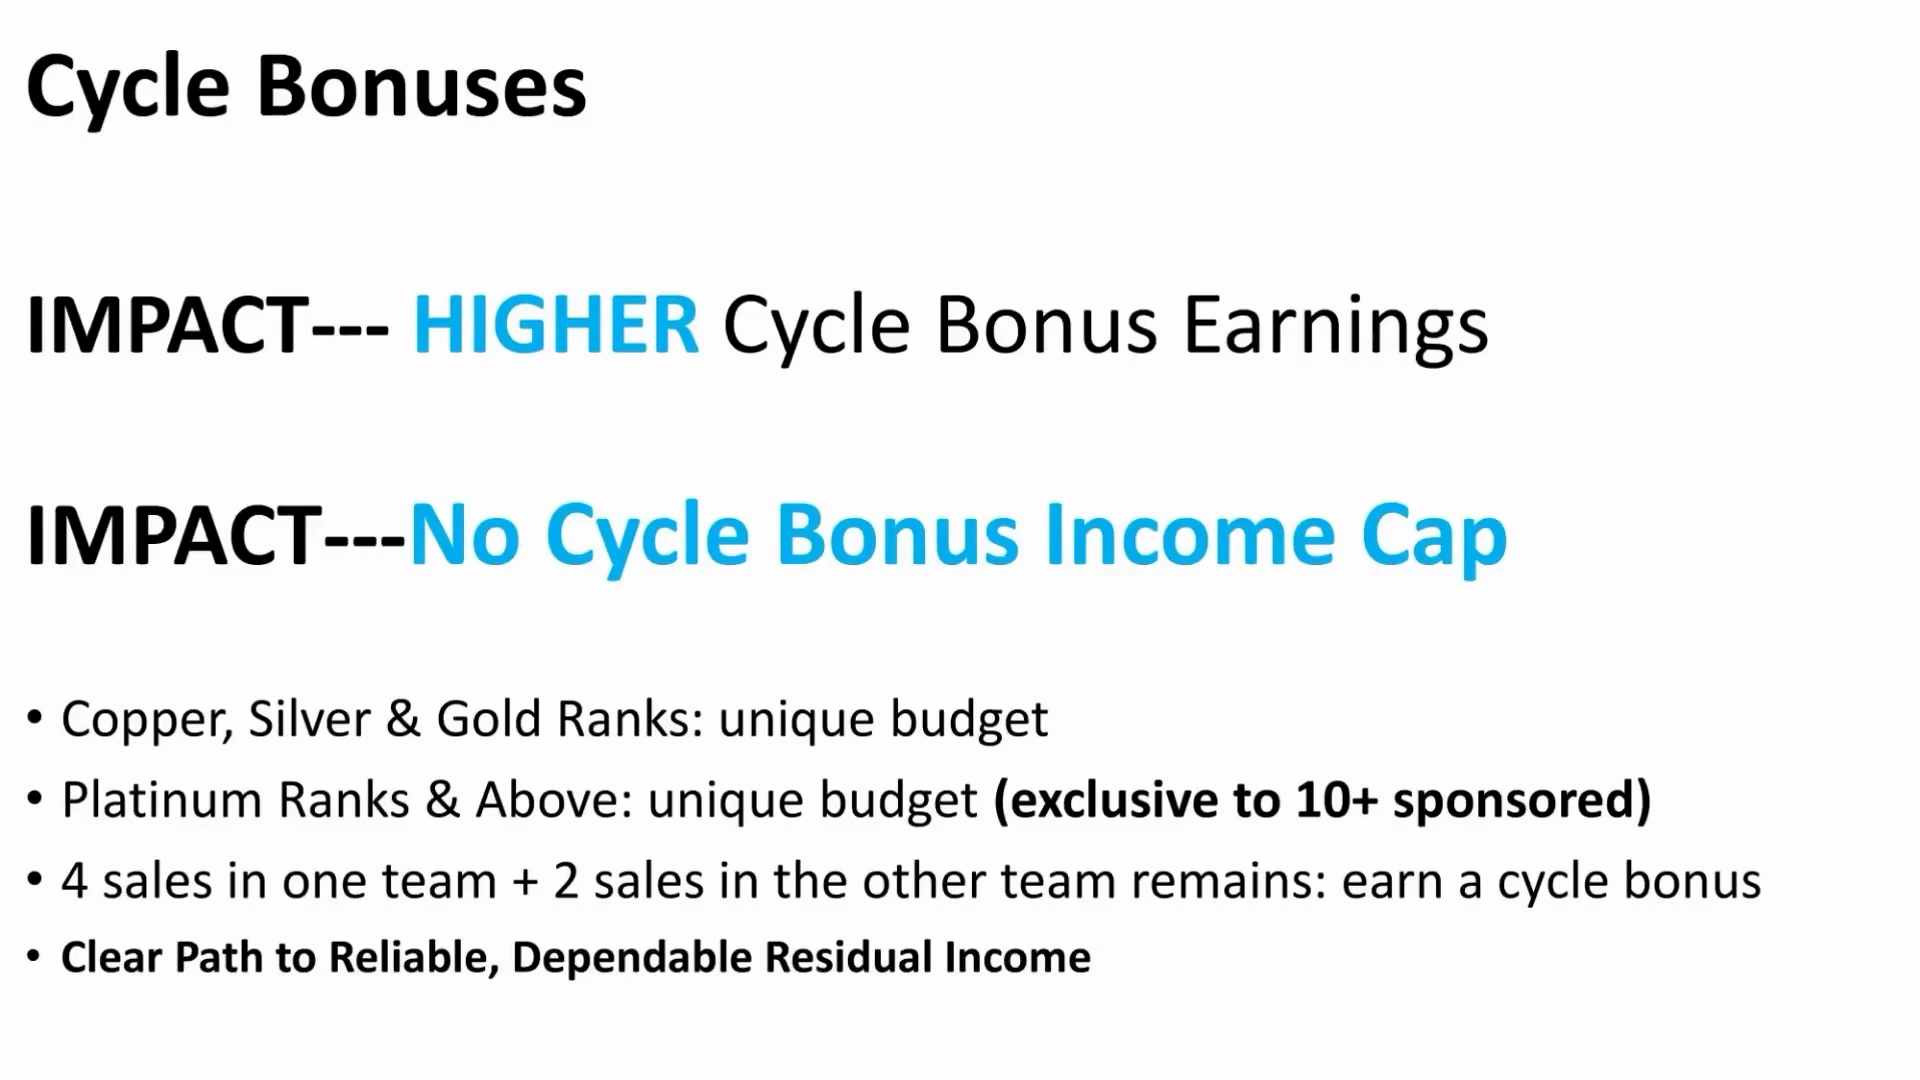 Cycle Bonuses
IMPACT--- HIGHER Cycle Bonus Earnings
IMPACT---No Cycle Bonus Income Cap
• Copper, Silver & Gold Ranks: unique budget
• Platinum Ranks & Above: unique budget (exclusive to 10+ sponsored)
• 4 sales in one team + 2 sales in the other team remains: earn a cycle bonus
• Clear Path to Reliable, Dependable Residual Income